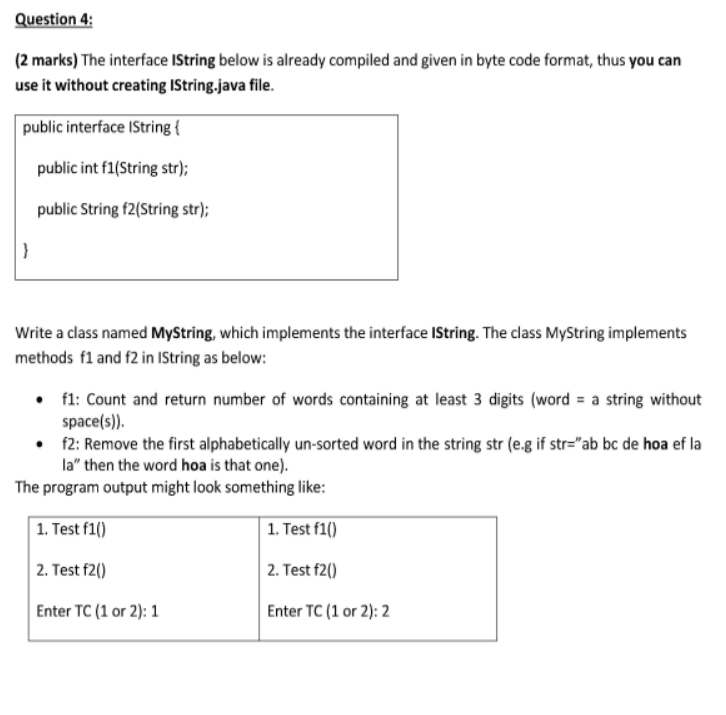 Question 4:
(2 marks) The interface IString below is already compiled and given in byte code format, thus you can
use it without creating IString.java file.
public interface IString {
public int f1(String str);
public String f2(String str);
}
Write a class named MyString, which implements the interface IString. The class MyString implements
methods f1 and f2 in IString as below:
• f1: Count and return number of words containing at least 3 digits (word = a string without
space(s)).
• f2: Remove the first alphabetically un-sorted word in the string str (e.g if str="ab bc de hoa ef la
la" then the word hoa is that one).
The program output might look something like:
1. Test f1()
2. Test f2()
Enter TC (1 or 2): 1
1. Test f1()
2. Test f2()
Enter TC (1 or 2): 2